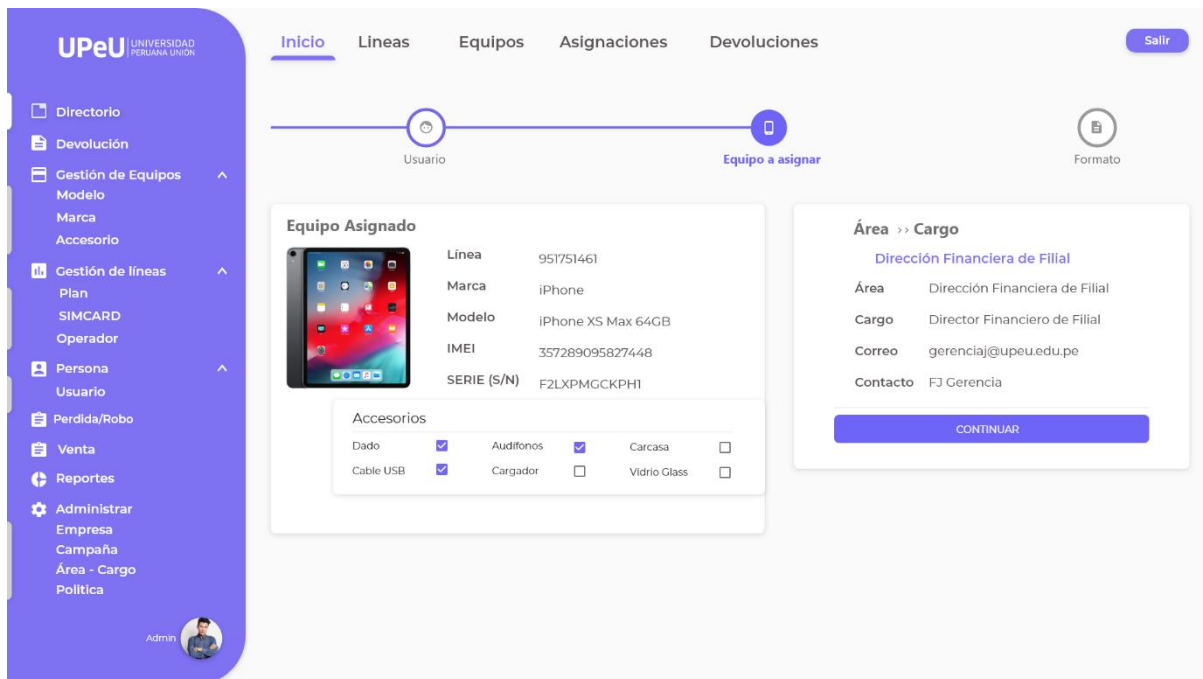 UPeU UNIVERSIDAD
PERUANA UNIÓN
Inicio Lineas Equipos Asignaciones Devoluciones Salir
Directorio
Devolución
Gestión de Equipos
Modelo
Marca
Accesorio
Gestión de líneas
Plan
SIMCARD
Operador
Persona
Usuario
Perdida/Robo
Venta
Reportes
Administrar
Empresa
Campaña
Área - Cargo
Politica
Admin
Usuario Equipo a asignar Formato
Equipo Asignado
Línea 951751461
Marca iPhone
Modelo iPhone XS Max 64GB
IMEI 357289095827448
SERIE (S/N) F2LXPMGCKPH1
Accesorios
Dado Audífonos Carcasa
Cable USB Cargador Vidrio Glass
Área >> Cargo
Dirección Financiera de Filial
Área Dirección Financiera de Filial
Cargo Director Financiero de Filial
Correo gerenciaj@upeu.edu.pe
Contacto FJ Gerencia
CONTINUAR